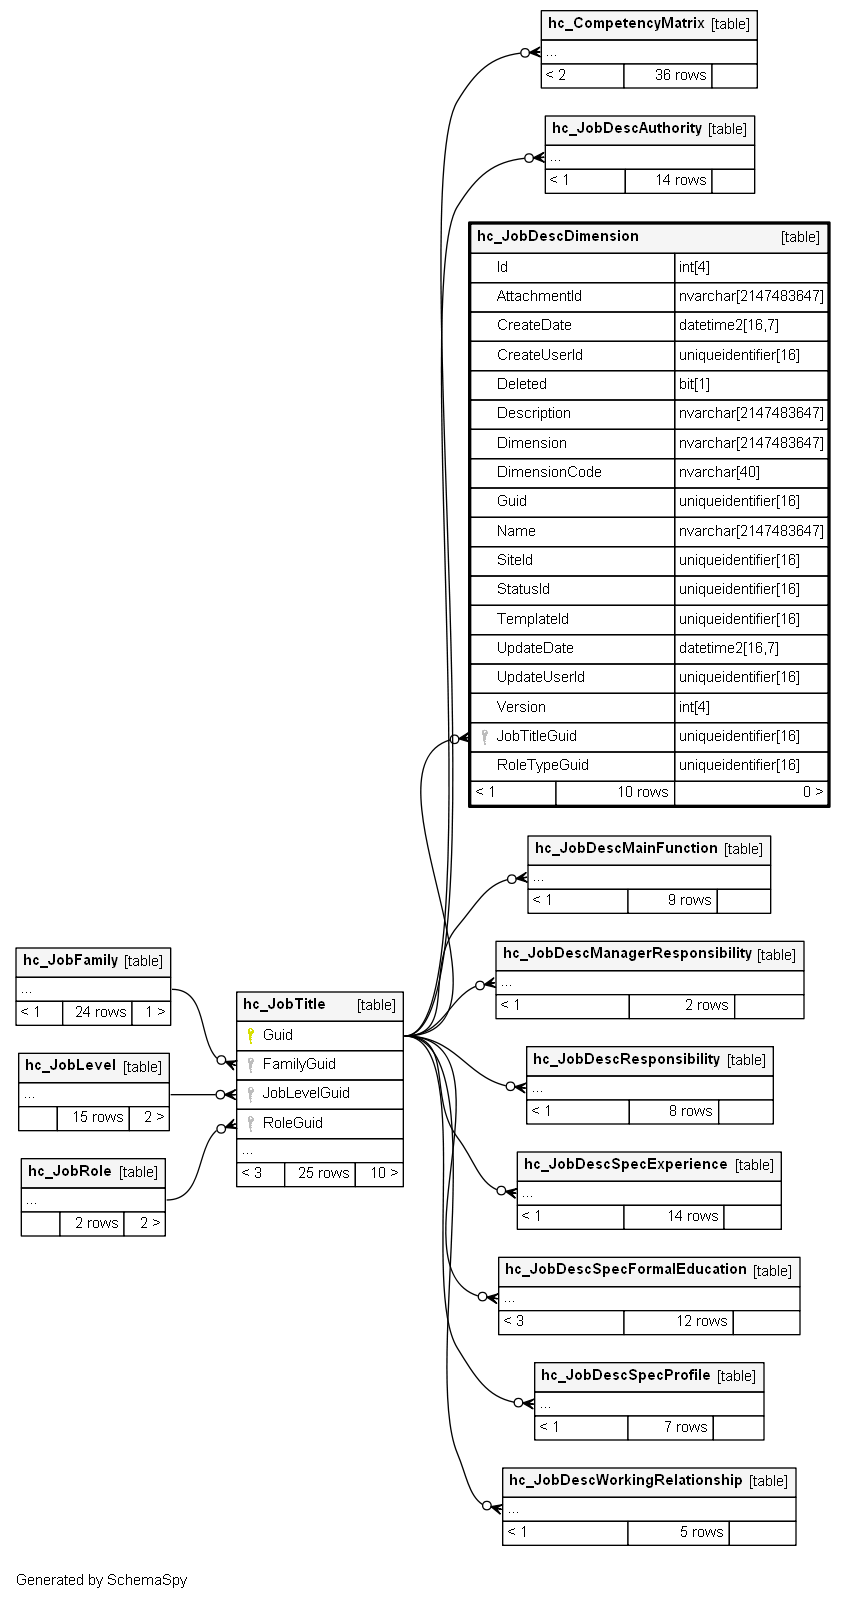 hc_CompetencyMatrix [table]
...
< 2 36 rows
hc_JobDescAuthority [table]
...
< 1 14 rows
hc_JobDescDimension [table]
Id int[4]
AttachmentId nvarchar[2147483647]
CreateDate datetime2[16,7]
CreateUserId uniqueidentifier[16]
Deleted bit[1]
Description nvarchar[2147483647]
Dimension nvarchar[2147483647]
DimensionCode nvarchar[40]
Guid uniqueidentifier[16]
Name nvarchar[2147483647]
SiteId uniqueidentifier[16]
StatusId uniqueidentifier[16]
TemplateId uniqueidentifier[16]
UpdateDate datetime2[16,7]
UpdateUserId uniqueidentifier[16]
Version int[4]
JobTitleGuid uniqueidentifier[16]
RoleTypeGuid uniqueidentifier[16]
< 1 10 rows 0 >
hc_JobDescMainFunction [table]
...
< 1 9 rows
hc_JobDescManagerResponsibility [table]
...
< 1 2 rows
hc_JobFamily [table]
...
< 1 24 rows 1 >
hc_JobLevel [table]
...
15 rows 2 >
hc_JobRole [table]
...
2 rows 2 >
hc_JobTitle [table]
Guid
FamilyGuid
JobLevelGuid
RoleGuid
...
< 3 25 rows 10 >
hc_JobDescResponsibility [table]
...
< 1 8 rows
hc_JobDescSpecExperience [table]
...
< 1 14 rows
hc_JobDescSpecFormalEducation [table]
...
< 3 12 rows
hc_JobDescSpecProfile [table]
...
< 1 7 rows
hc_JobDescWorkingRelationship [table]
...
< 1 5 rows
Generated by SchemaSpy